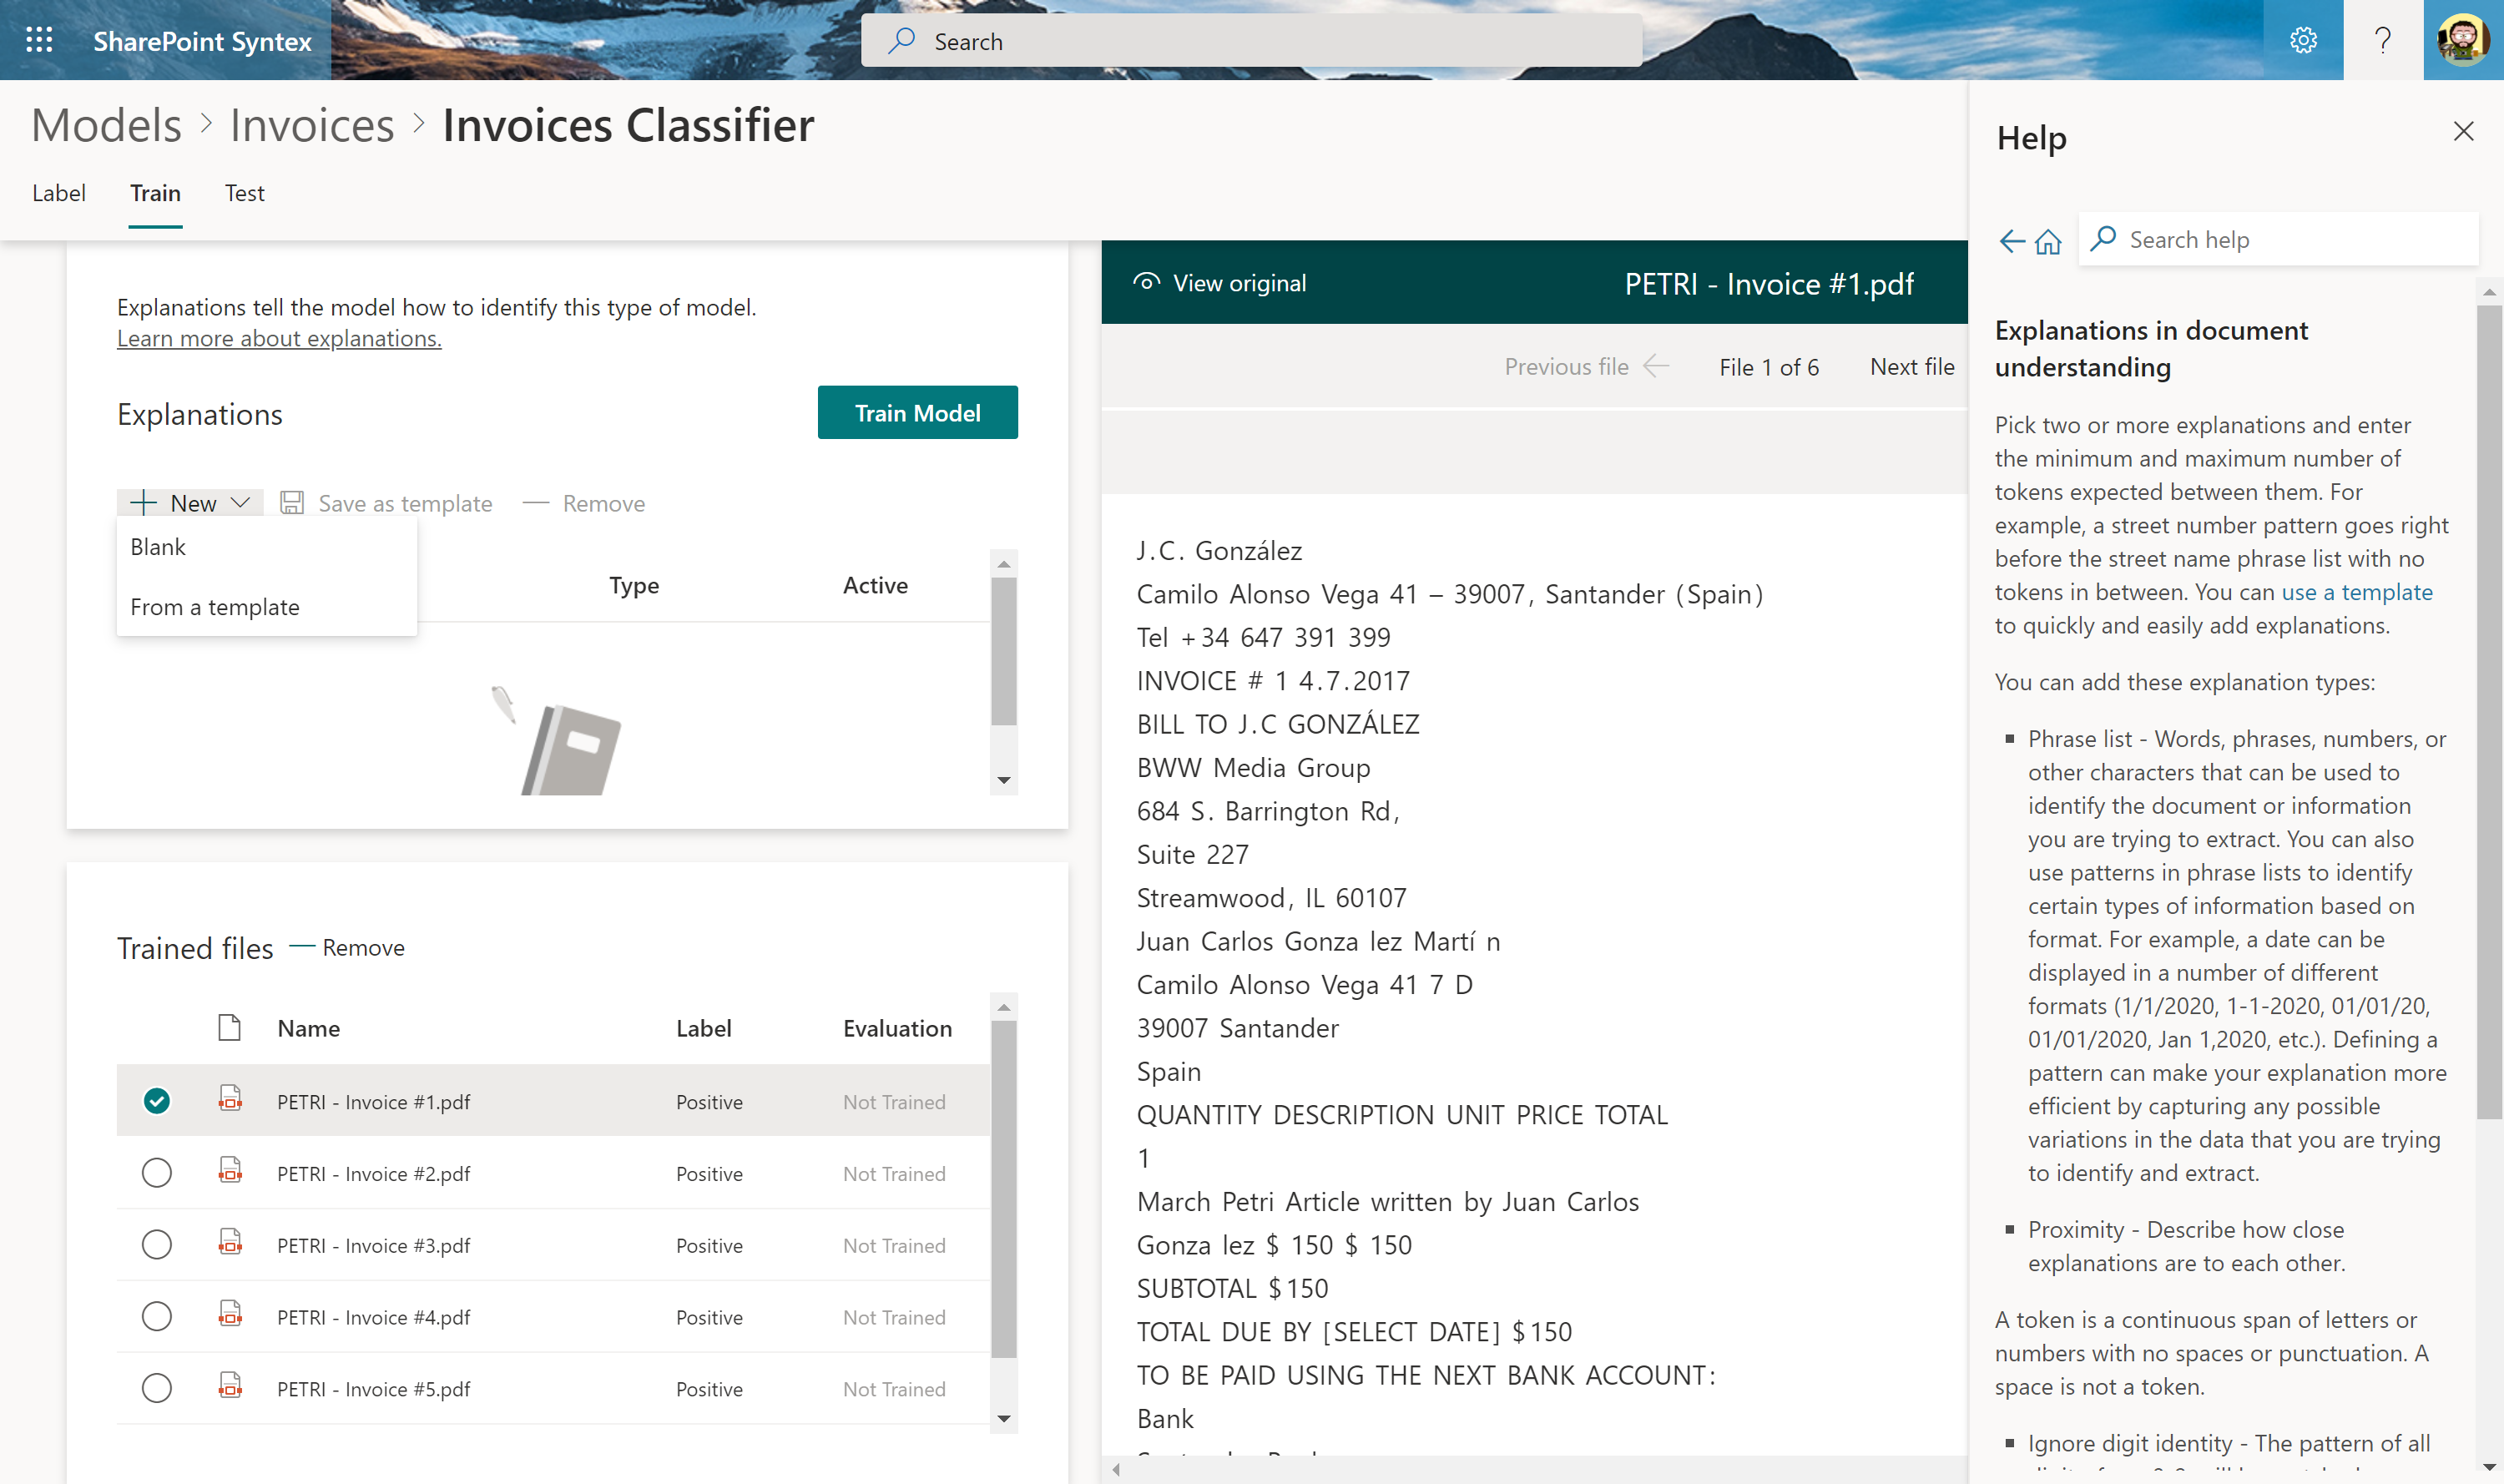 SharePoint Syntex
Search
?
Models > Invoices > Invoices Classifier
Label Train Test
Explanations tell the model how to identify this type of model.
Learn more about explanations.
Explanations
Train Model
New
Save as template
Remove
Blank
From a template
Type
Active
Trained files
Remove
Name Label Evaluation
PETRI - Invoice #1.pdf Positive Not Trained
PETRI - Invoice #2.pdf Positive Not Trained
PETRI - Invoice #3.pdf Positive Not Trained
PETRI - Invoice #4.pdf Positive Not Trained
PETRI - Invoice #5.pdf Positive Not Trained
View original
PETRI - Invoice #1.pdf
Previous file
File 1 of 6
Next file
J.C. González
Camilo Alonso Vega 41 – 39007, Santander (Spain)
Tel +34 647 391 399
INVOICE # 1 4.7.2017
BILL TO J.C GONZÁLEZ
BWW Media Group
684 S. Barrington Rd,
Suite 227
Streamwood, IL 60107
Juan Carlos Gonza lez Martí n
Camilo Alonso Vega 41 7 D
39007 Santander
Spain
QUANTITY DESCRIPTION UNIT PRICE TOTAL
1
March Petri Article written by Juan Carlos
Gonza lez $ 150 $ 150
SUBTOTAL $150
TOTAL DUE BY [SELECT DATE] $150
TO BE PAID USING THE NEXT BANK ACCOUNT:
Bank
Help
Search help
Explanations in document
understanding
Pick two or more explanations and enter
the minimum and maximum number of
tokens expected between them. For
example, a street number pattern goes right
before the street name phrase list with no
tokens in between. You can use a template
to quickly and easily add explanations.
You can add these explanation types:
▪ Phrase list - Words, phrases, numbers, or
other characters that can be used to
identify the document or information
you are trying to extract. You can also
use patterns in phrase lists to identify
certain types of information based on
format. For example, a date can be
displayed in a number of different
formats (1/1/2020, 1-1-2020, 01/01/20,
01/01/2020, Jan 1,2020, etc.). Defining a
pattern can make your explanation more
efficient by capturing any possible
variations in the data that you are trying
to identify and extract.
▪ Proximity - Describe how close
explanations are to each other.
A token is a continuous span of letters or
numbers with no spaces or punctuation. A
space is not a token.
▪ Ignore digit identity - The pattern of all